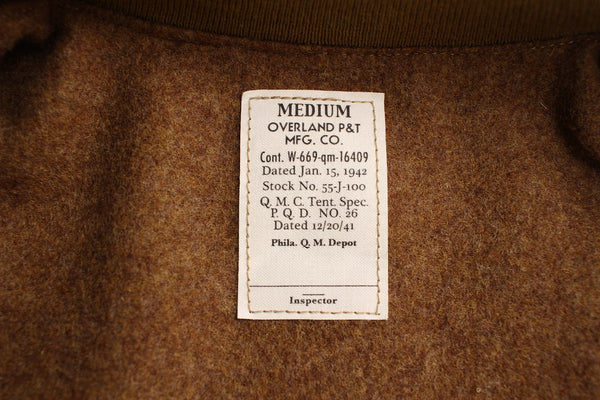 MEDIUM
OVERLAND P&T
MFG. CO.
Cont. W-669-qm-16409
Dated Jan. 15, 1942
Stock No. 55-J-100
Q. M. C. Tent. Spec.
P. Q. D. NO. 26
Dated 12/20/41
Phila. Q. M. Depot
Inspector